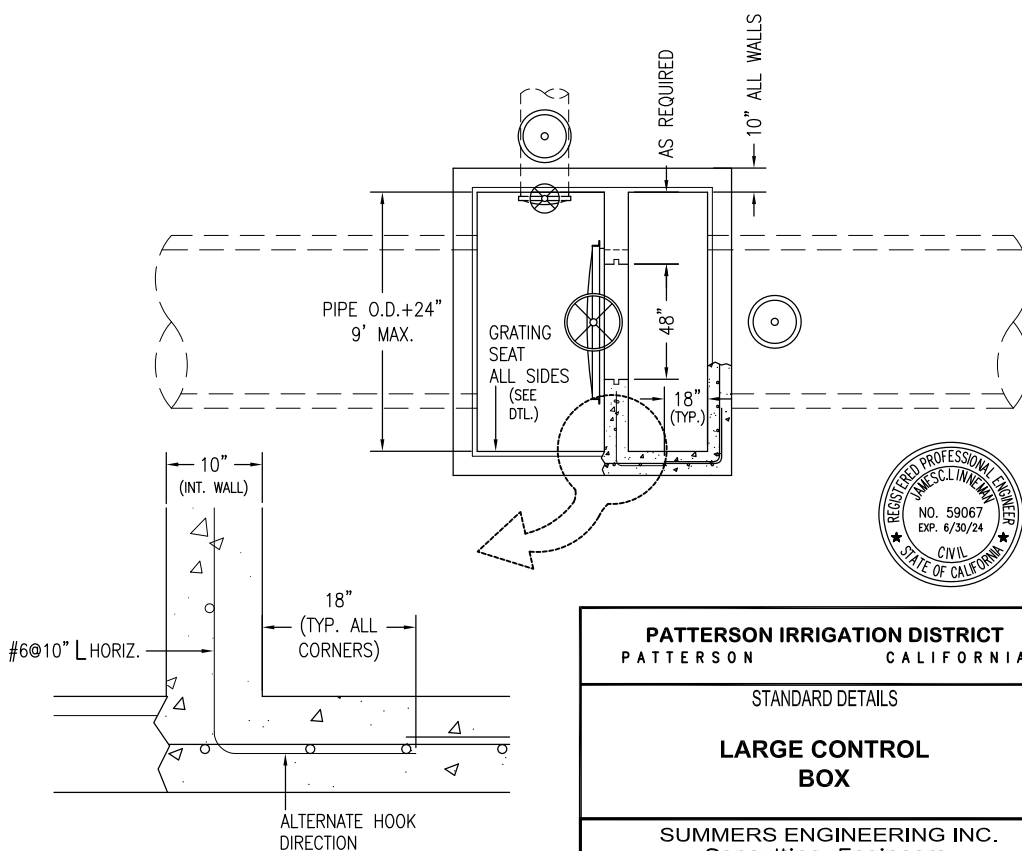 10" ALL WALLS
AS REQUIRED
PIPE O.D.+24"
9' MAX.
GRATING
SEAT
ALL SIDES
(SEE
DTL.)
48"
18"
(TYP.)
10"
(INT. WALL)
18"
(TYP. ALL
CORNERS)
#6@10" L HORIZ.
ALTERNATE HOOK
DIRECTION
REGISTERED PROFESSIONAL ENGINEER
JAMES C. LINNEMAN
NO. 59067
EXP. 6/30/24
CIVIL
STATE OF CALIFORNIA
PATTERSON IRRIGATION DISTRICT
PATTERSON CALIFORNIA
STANDARD DETAILS
LARGE CONTROL
BOX
SUMMERS ENGINEERING INC.